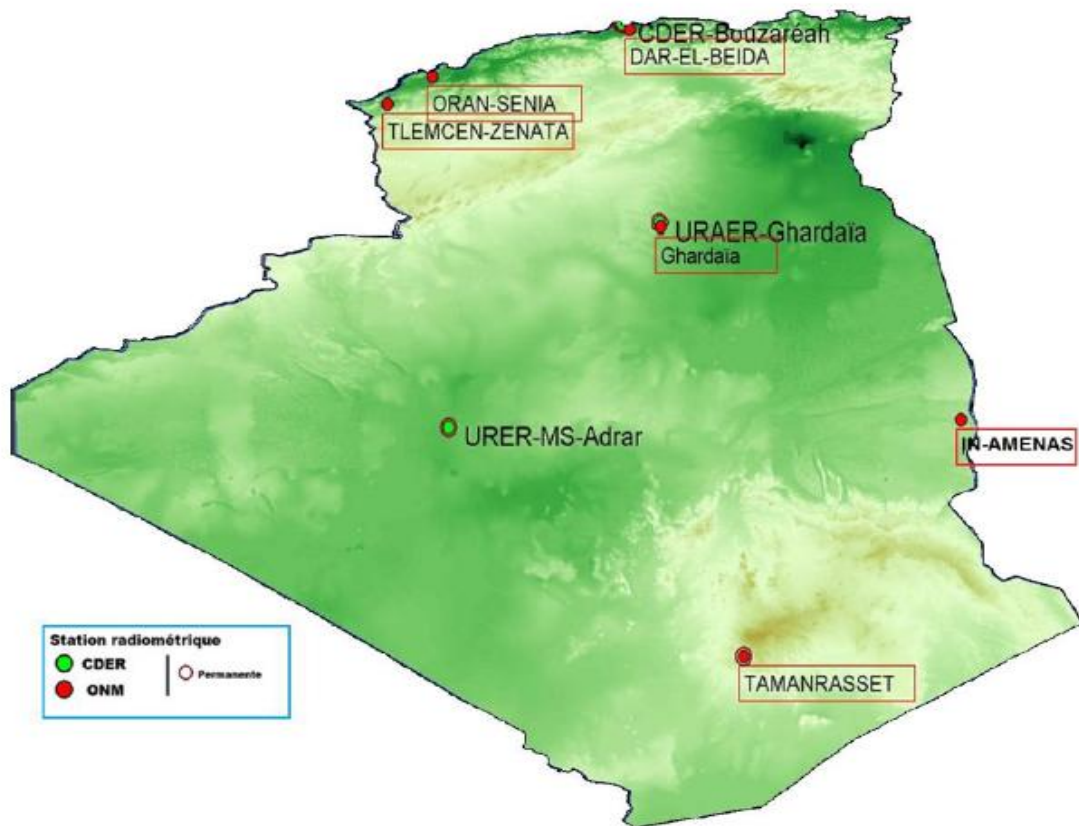 CDER-Bouzaréah
DAR-EL-BEIDA
ORAN-SENIA
TLEMCEN-ZENATA
URAER-Ghardaïa
Ghardaïa
URER-MS-Adrar
IN-AMENAS
TAMANRASSET
Station radiométrique
CDER
ONM
Permanente